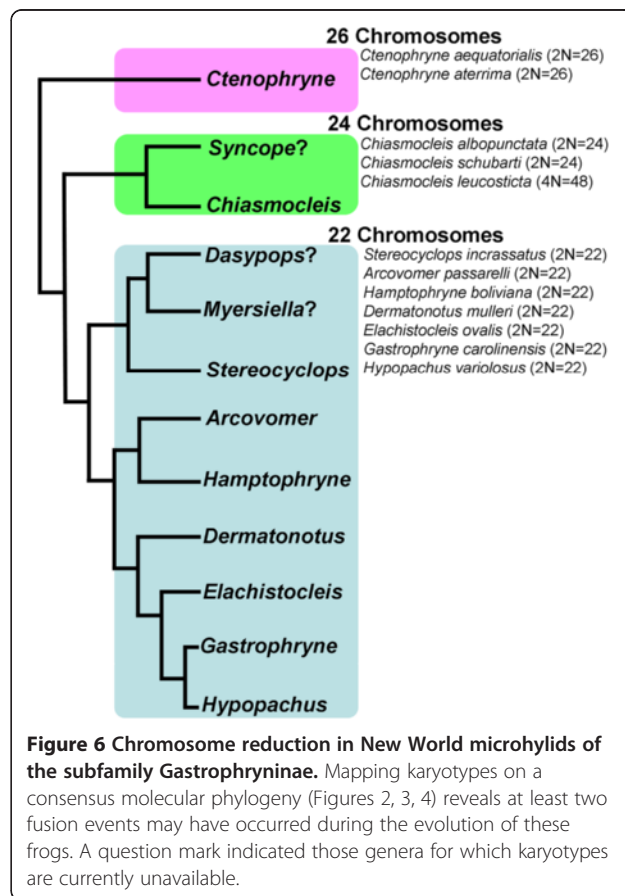 26 Chromosomes
Ctenophryne aequatorialis (2N=26)
Ctenophryne aterrima (2N=26)
Ctenophryne
24 Chromosomes
Syncope?
Chiasmocleis albopunctata (2N=24)
Chiasmocleis schubarti (2N=24)
Chiasmocleis leucosticta (4N=48)
Chiasmocleis
22 Chromosomes
Dasypops?
Stereocyclops incrassatus (2N=22)
Arcovomer passarelli (2N=22)
Hamptophryne boliviana (2N=22)
Myersiella?
Dermatonotus mulleri (2N=22)
Elachistocleis ovalis (2N=22)
Gastrophryne carolinensis (2N=22)
Stereocyclops
Hypopachus variolosus (2N=22)
Arcovomer
Hamptophryne
Dermatonotus
Elachistocleis
Gastrophryne
Hypopachus
Figure 6 Chromosome reduction in New World microhylids of
the subfamily Gastrophryninae. Mapping karyotypes on a
consensus molecular phylogeny (Figures 2, 3, 4) reveals at least two
fusion events may have occurred during the evolution of these
frogs. A question mark indicated those genera for which karyotypes
are currently unavailable.